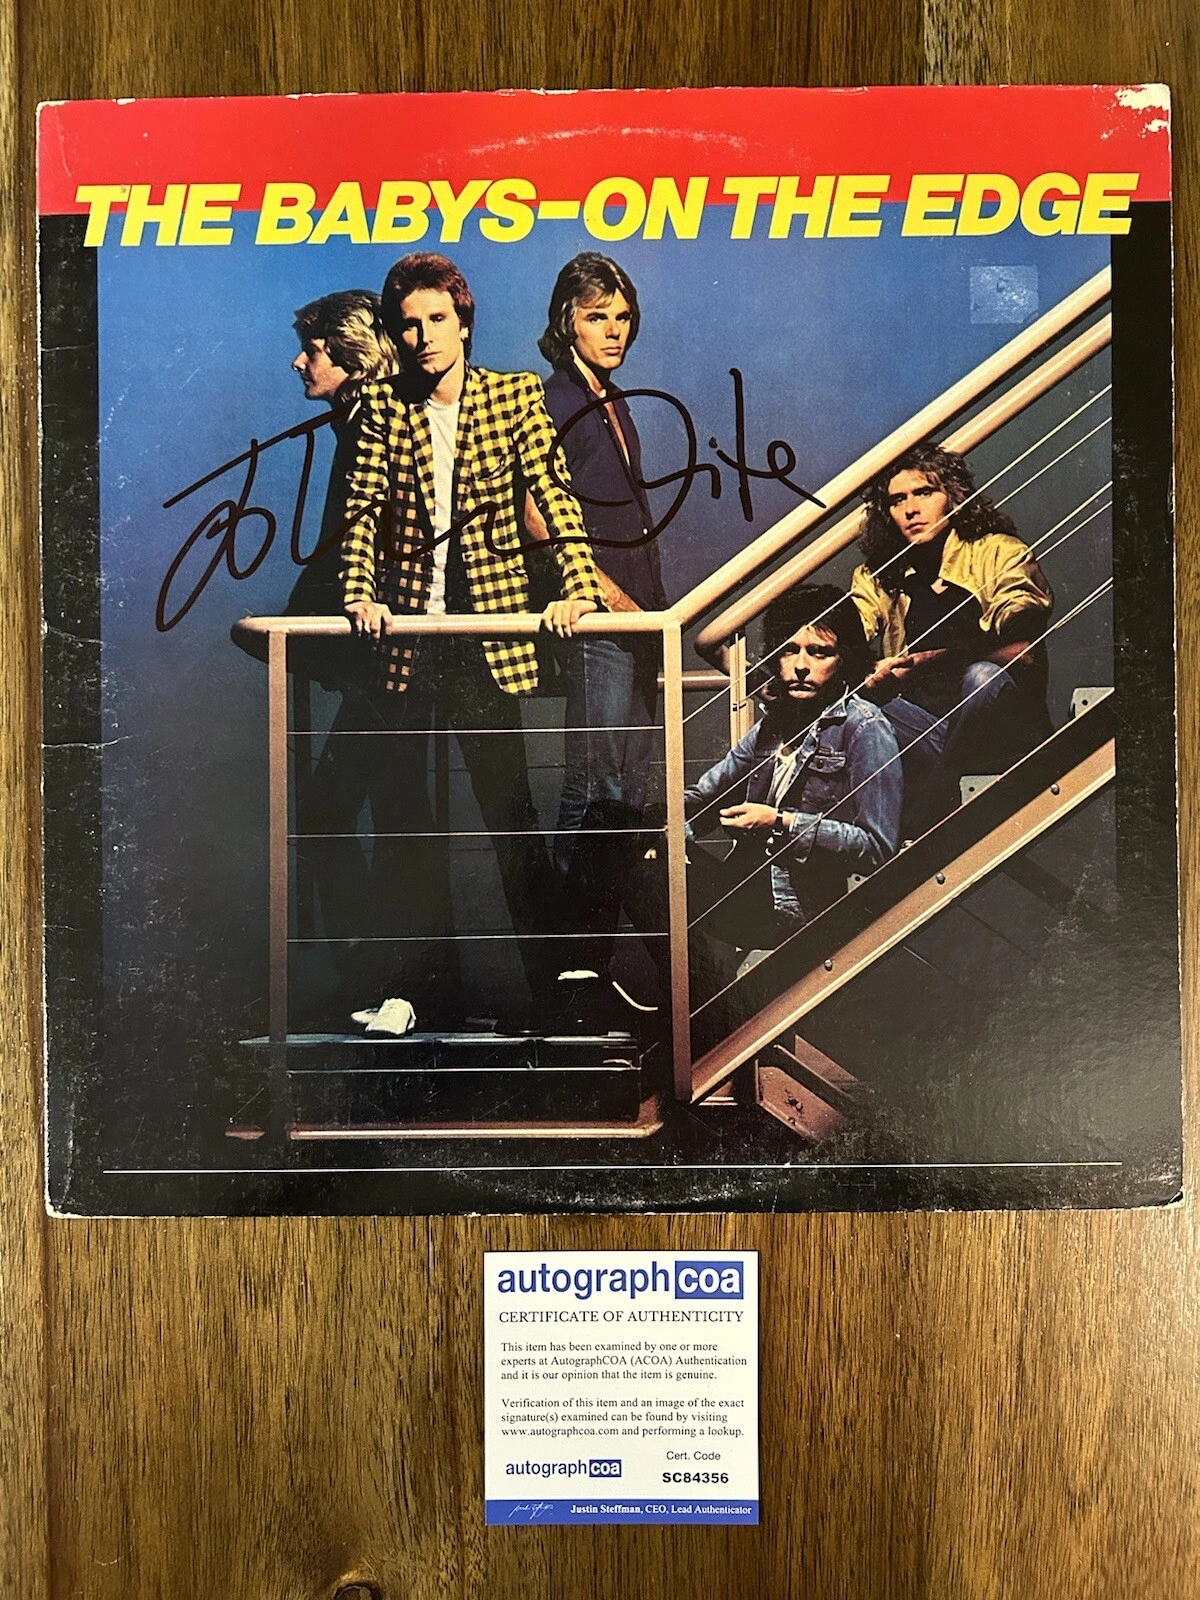 THE BABYS-ON THE EDGE
autographcoa
CERTIFICATE OF AUTHENTICITY
This item has been examined by one or more
experts at AutographCOA (ACOA) Authentication
and it is our opinion that the item is genuine.
Verification of this item and an image of the exact
signature(s) examined can be found by visiting
www.autographcoa.com and performing a lookup.
autographcoa
Cert. Code
SC84356
Justin Steffman, CEO, Lead Authenticator